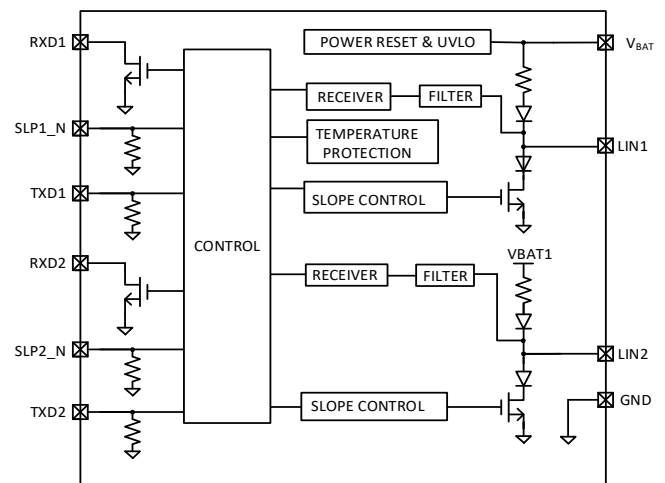 RXD1
POWER RESET & UVLO
VBAT
RECEIVER
FILTER
SLP1_N
TEMPERATURE
PROTECTION
LIN1
TXD1
SLOPE CONTROL
CONTROL
RXD2
VBAT1
RECEIVER
FILTER
SLP2_N
LIN2
TXD2
SLOPE CONTROL
GND